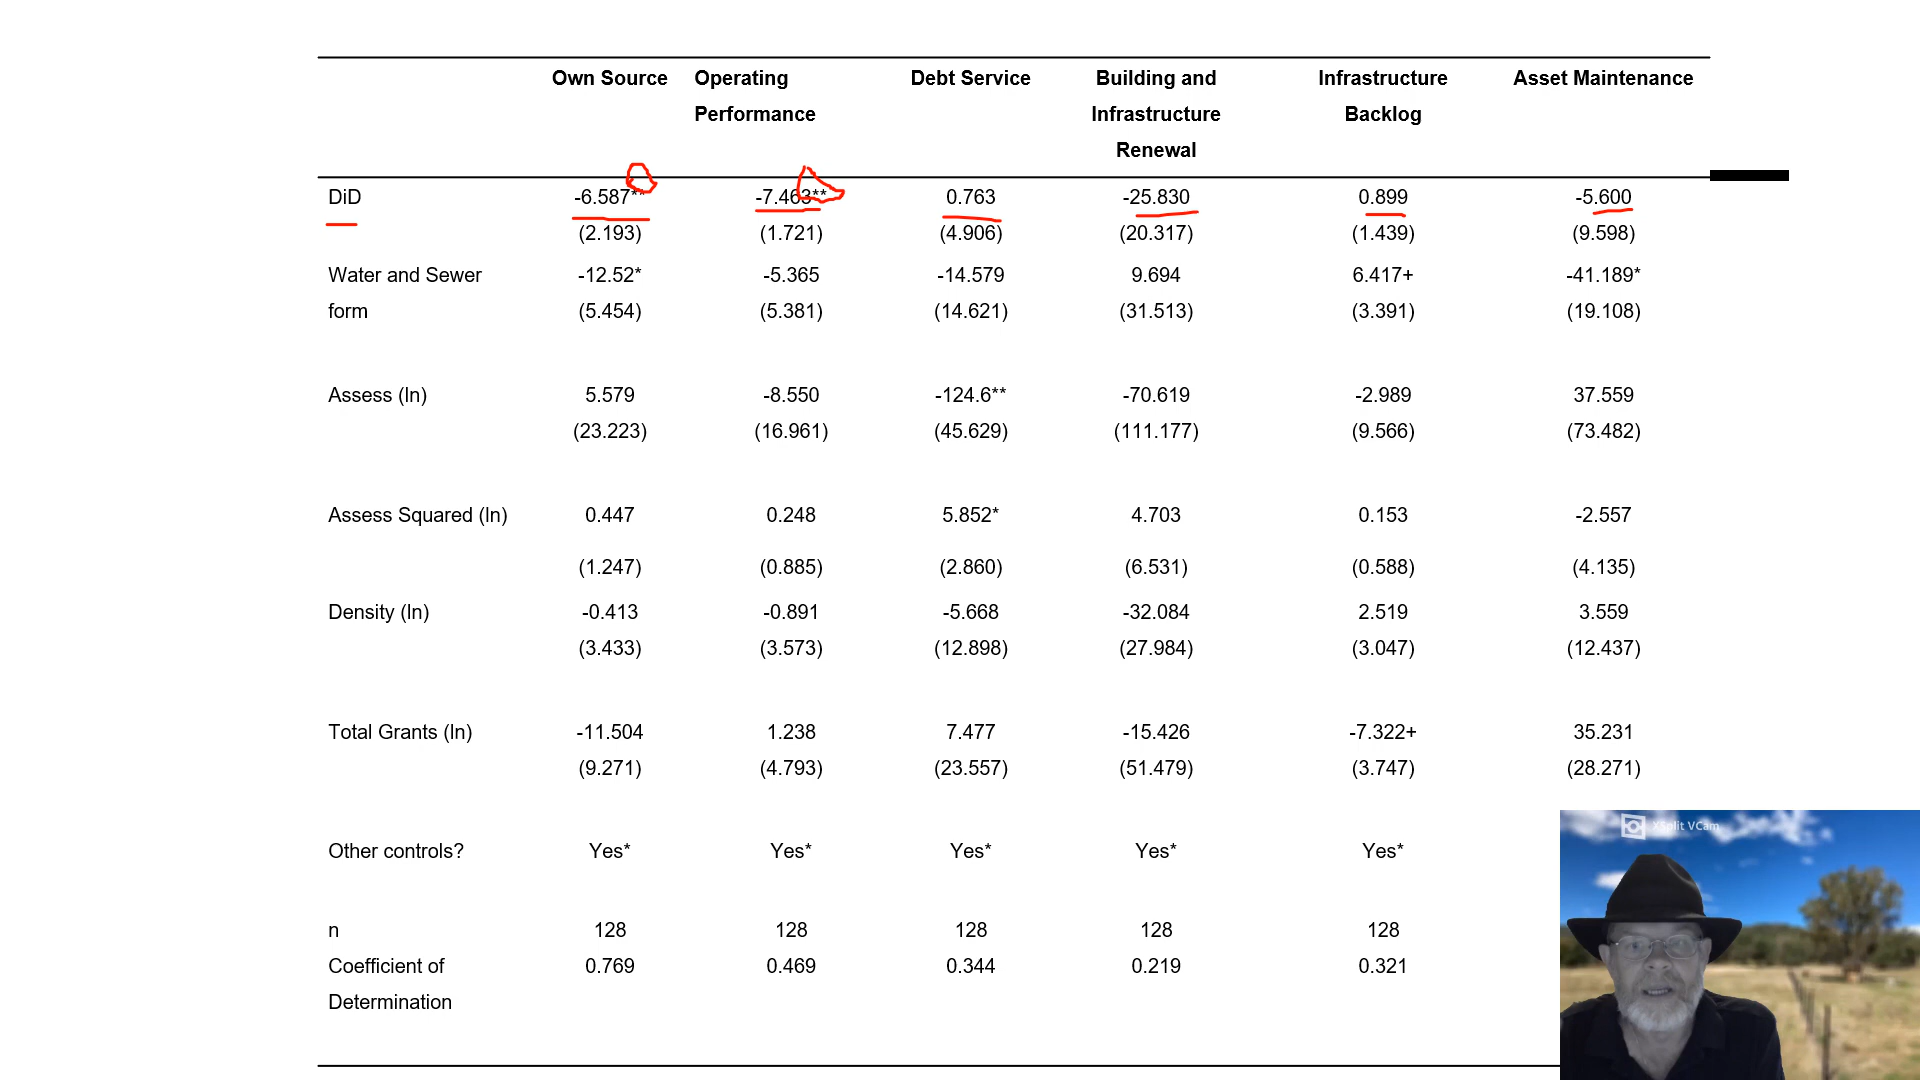 Own Source Operating Performance Debt Service Building and Infrastructure Renewal Infrastructure Backlog Asset Maintenance
DiD -6.587** -7.463** 0.763 -25.830 0.899 -5.600
(2.193) (1.721) (4.906) (20.317) (1.439) (9.598)
Water and Sewer -12.52* -5.365 -14.579 9.694 6.417+ -41.189*
form (5.454) (5.381) (14.621) (31.513) (3.391) (19.108)
Assess (ln) 5.579 -8.550 -124.6** -70.619 -2.989 37.559
(23.223) (16.961) (45.629) (111.177) (9.566) (73.482)
Assess Squared (ln) 0.447 0.248 5.852* 4.703 0.153 -2.557
(1.247) (0.885) (2.860) (6.531) (0.588) (4.135)
Density (ln) -0.413 -0.891 -5.668 -32.084 2.519 3.559
(3.433) (3.573) (12.898) (27.984) (3.047) (12.437)
Total Grants (ln) -11.504 1.238 7.477 -15.426 -7.322+ 35.231
(9.271) (4.793) (23.557) (51.479) (3.747) (28.271)
Other controls? Yes* Yes* Yes* Yes* Yes*
n 128 128 128 128 128
Coefficient of 0.769 0.469 0.344 0.219 0.321
Determination
XSplit VCam